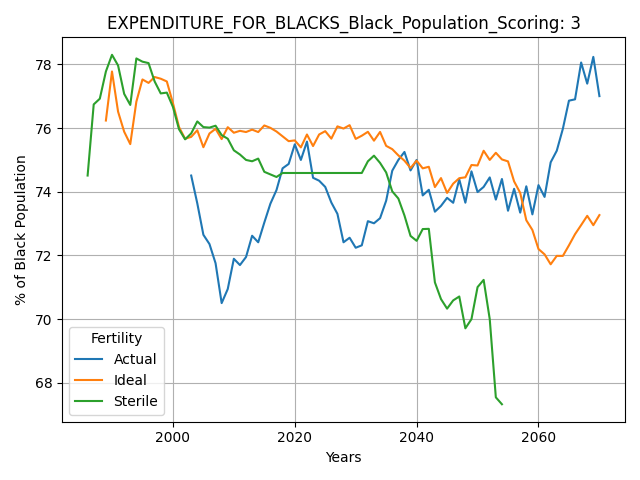 EXPENDITURE_FOR_BLACKS_Black_Population_Scoring: 3
% of Black Population
78
76
74
72
70
68
Fertility
Actual
Ideal
Sterile
2000
2020
2040
2060
Years